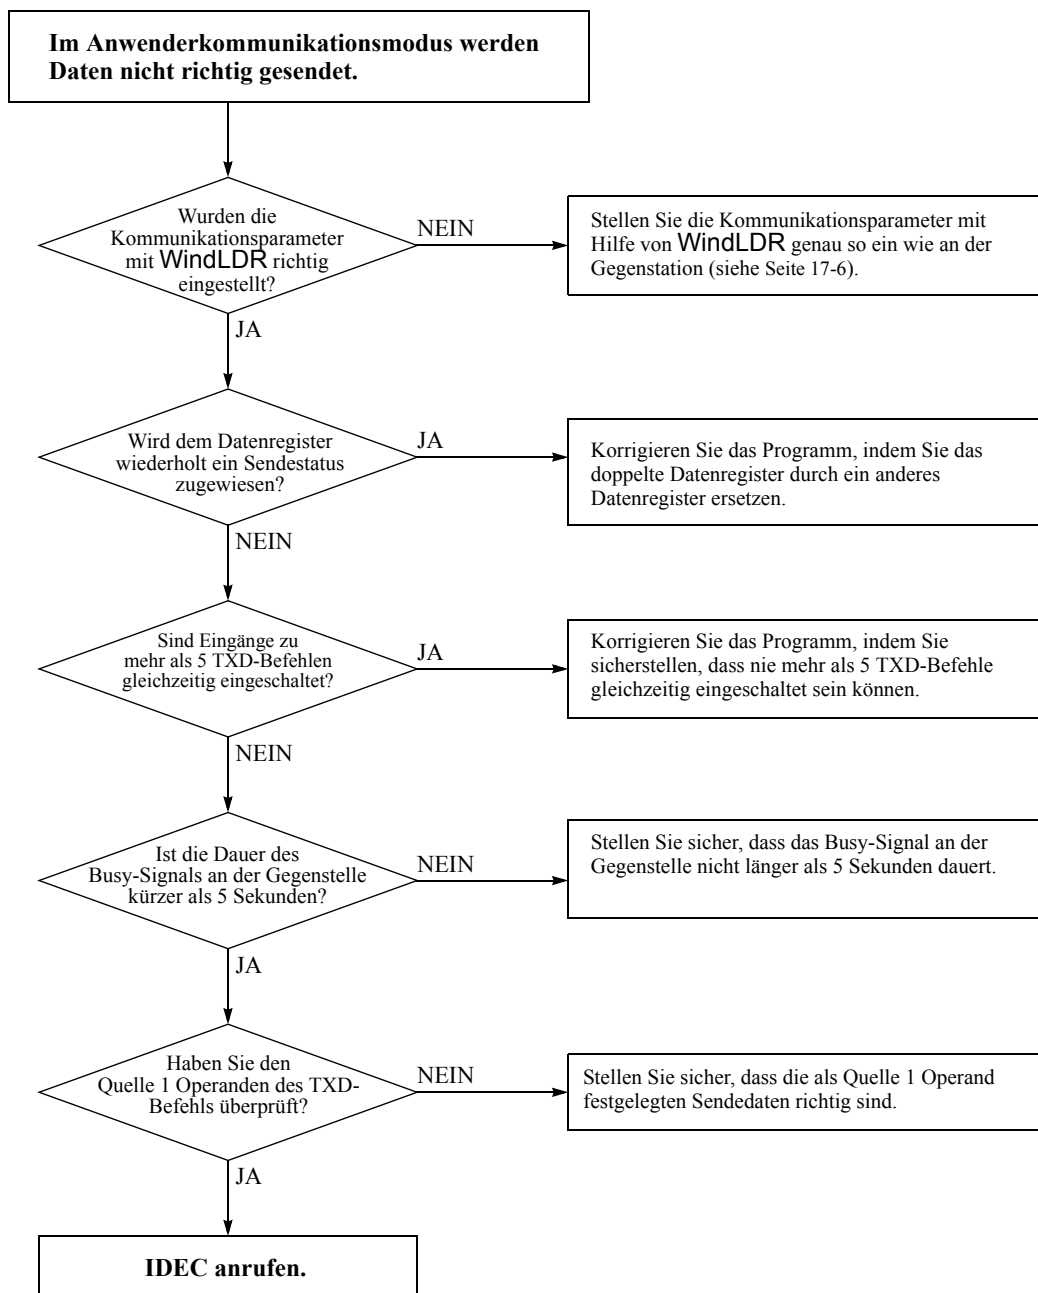 Im Anwenderkommunikationsmodus werden
Daten nicht richtig gesendet.
Wurden die
Kommunikationsparameter
mit WindLDR richtig
eingestellt?
NEIN
Stellen Sie die Kommunikationsparameter mit
Hilfe von WindLDR genau so ein wie an der
Gegenstation (siehe Seite 17-6).
JA
Wird dem Datenregister
wiederholt ein Sendestatus
zugewiesen?
JA
Korrigieren Sie das Programm, indem Sie das
doppelte Datenregister durch ein anderes
Datenregister ersetzen.
NEIN
Sind Eingänge zu
mehr als 5 TXD-Befehlen
gleichzeitig eingeschaltet?
JA
Korrigieren Sie das Programm, indem Sie
sicherstellen, dass nie mehr als 5 TXD-Befehle
gleichzeitig eingeschaltet sein können.
NEIN
Ist die Dauer des
Busy-Signals an der Gegenstelle
kürzer als 5 Sekunden?
NEIN
Stellen Sie sicher, dass das Busy-Signal an der
Gegenstelle nicht länger als 5 Sekunden dauert.
JA
Haben Sie den
Quelle 1 Operanden des TXD-
Befehls überprüft?
NEIN
Stellen Sie sicher, dass die als Quelle 1 Operand
festgelegten Sendedaten richtig sind.
JA
IDEC anrufen.